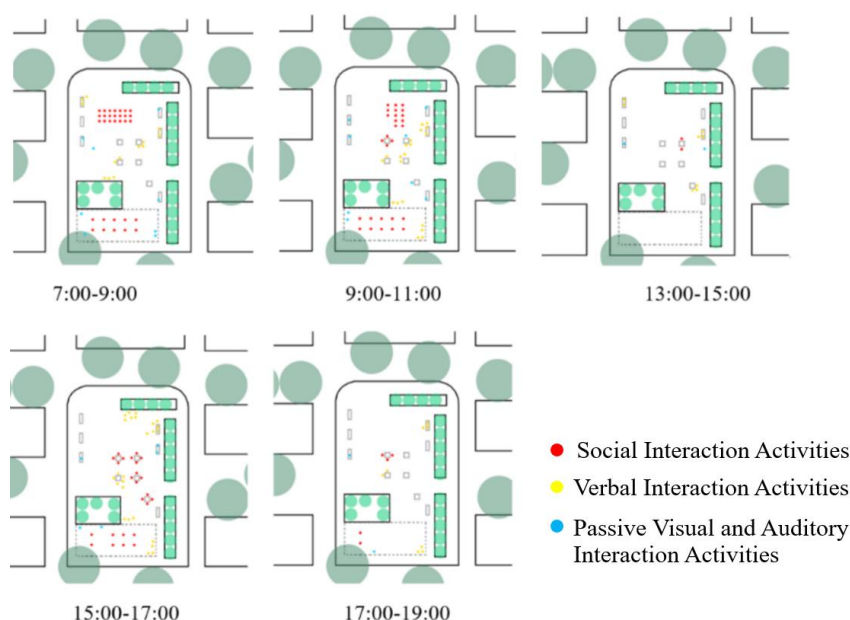 7:00-9:00
9:00-11:00
13:00-15:00
15:00-17:00
17:00-19:00
Social Interaction Activities
Verbal Interaction Activities
Passive Visual and Auditory
Interaction Activities